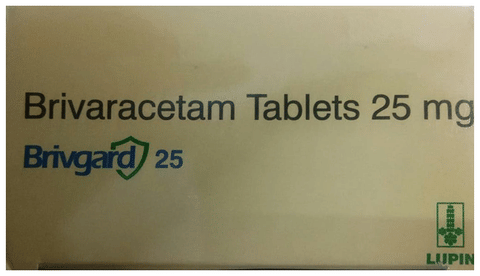 Brivaracetam Tablets 25 mg
Brivgard 25
LUPIN